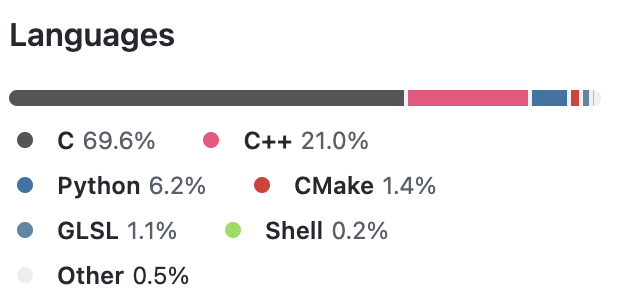 Languages
C 69.6% C++ 21.0%
Python 6.2% CMake 1.4%
GLSL 1.1% Shell 0.2%
Other 0.5%